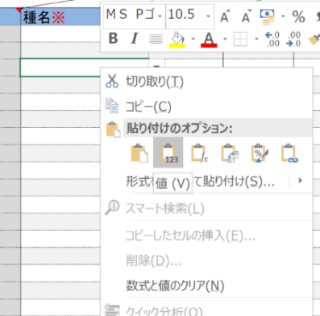 種名※
MS Pゴ 10.5 A A %
B I A ←.0 .00
.00 →.0
切り取り(T)
コピー(C)
貼り付けのオプション:
123
形式を て貼り付け(S)...
値 (V)
スマート検索(L)
コピーしたセルの挿入(E)...
削除(D)...
数式と値のクリア(N)
クイック分析(Q)